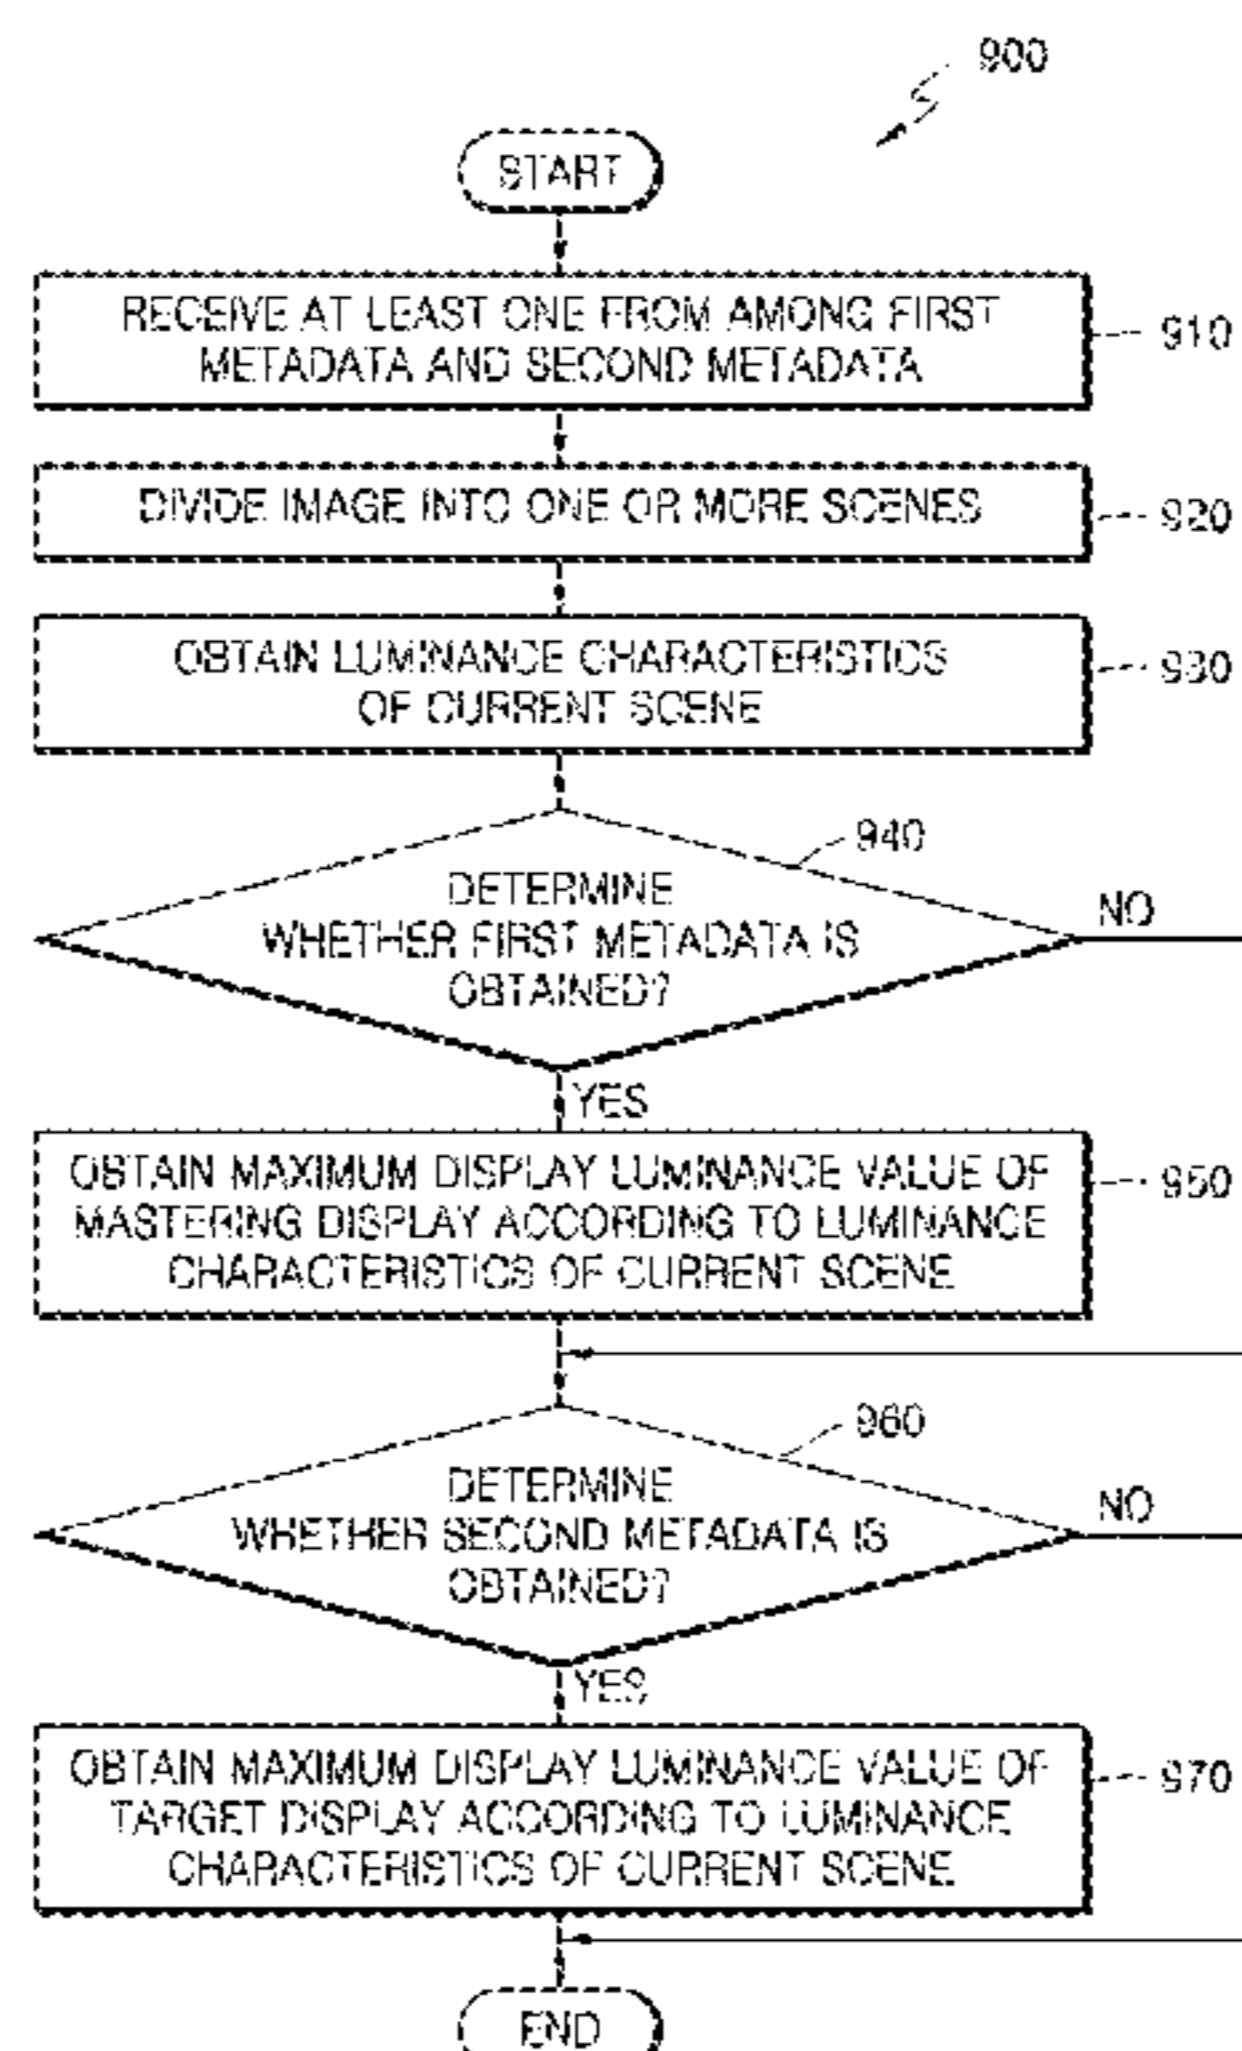 900
START
RECEIVE AT LEAST ONE FROM AMONG FIRST
METADATA AND SECOND METADATA
910
DIVIDE IMAGE INTO ONE OR MORE SCENES
920
OBTAIN LUMINANCE CHARACTERISTICS
OF CURRENT SCENE
930
940
DETERMINE
WHETHER FIRST METADATA IS
OBTAINED?
NO
YES
OBTAIN MAXIMUM DISPLAY LUMINANCE VALUE OF
MASTERING DISPLAY ACCORDING TO LUMINANCE
CHARACTERISTICS OF CURRENT SCENE
950
960
DETERMINE
WHETHER SECOND METADATA IS
OBTAINED?
NO
YES
OBTAIN MAXIMUM DISPLAY LUMINANCE VALUE OF
TARGET DISPLAY ACCORDING TO LUMINANCE
CHARACTERISTICS OF CURRENT SCENE
970
END